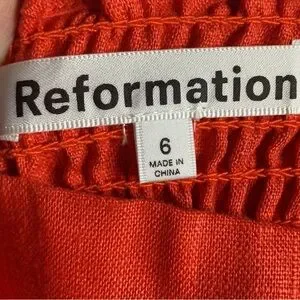 Reformation
6
MADE IN
CHINA